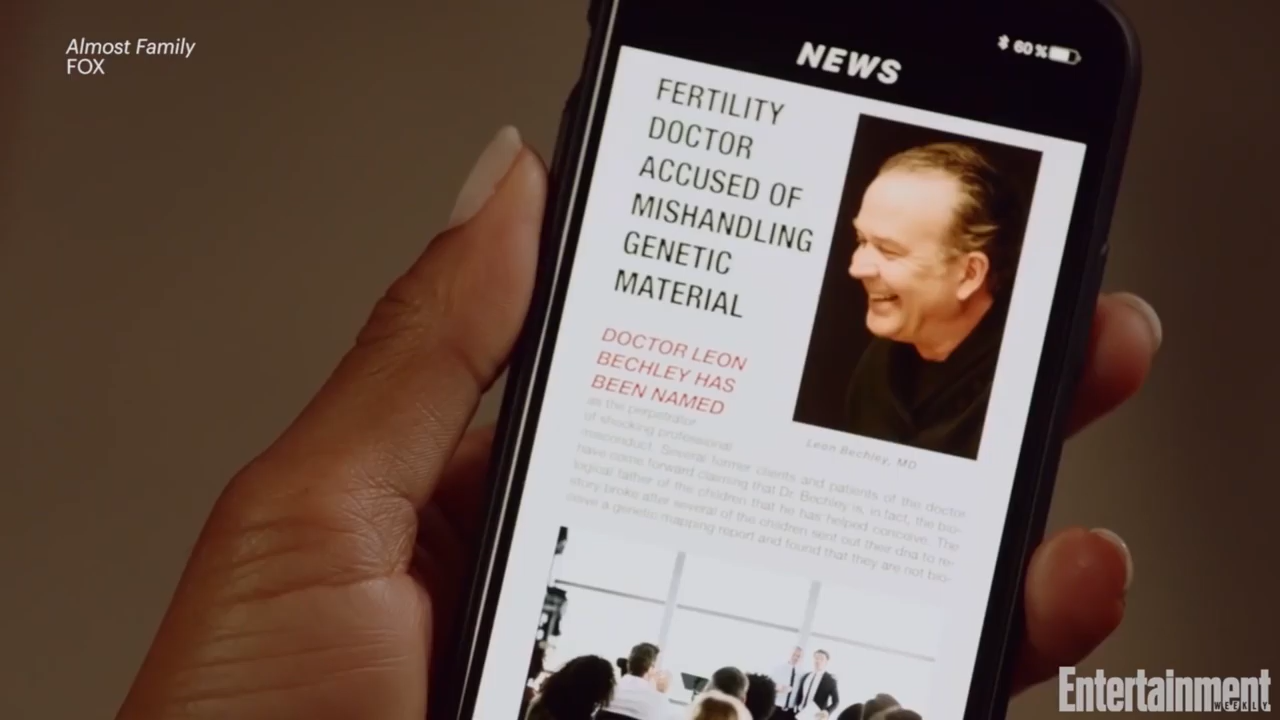 Almost Family
FOX
60%
NEWS
FERTILITY
DOCTOR
ACCUSED OF
MISHANDLING
GENETIC
MATERIAL
DOCTOR LEON
BECHLEY HAS
BEEN NAMED
as the perpetrator
of shocking professional
misconduct. Several former clients and patients of the doctor
have come forward claiming that Dr. Bechley is, in fact, the bio-
logical father of the children that he has helped conceive. The
story broke after several of the children sent out their dna to re-
ceive a genetic mapping report and found that they are not bio-
Leon Bechley, MD
Entertainment
WEEKLY